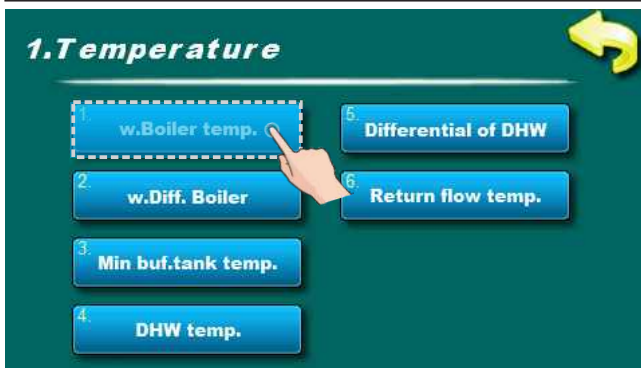 1.Temperature
1.
w.Boiler temp.
2.
w.Diff. Boiler
3.
Min buf.tank temp.
4.
DHW temp.
5.
Differential of DHW
6.
Return flow temp.